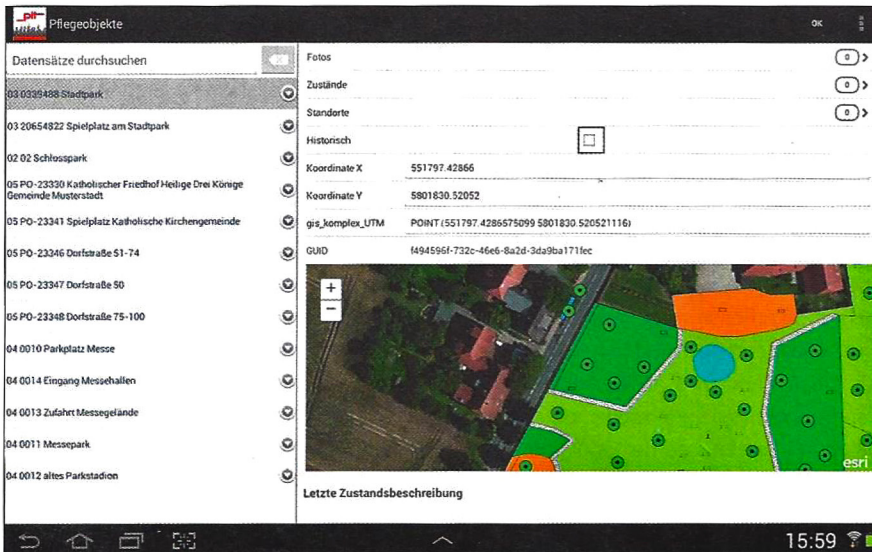 pit
Pflegeobjekte
OK
Datensätze durchsuchen
03 0339488 Stadtpark
03 20654822 Spielplatz am Stadtpark
02 02 Schlosspark
05 PO-23330 Katholischer Friedhof Heilige Drei Könige
Gemeinde Musterstadt
05 PO-23341 Spielplatz Katholische Kirchengemeinde
05 PO-23346 Dorfstraße 51-74
05 PO-23347 Dorfstraße 50
05 PO-23348 Dorfstraße 75-100
04 0010 Parkplatz Messe
04 0014 Eingang Messehallen
04 0013 Zufahrt Messegelände
04 0011 Messepark
04 0012 altes Parkstadion
Fotos 0
Zustände 0
Standorte 0
Historisch
Koordinate X 551797.42866
Koordinate Y 5801830.52052
gis_komplex_UTM POINT (551797.4286575099 5801830.520521116)
GUID f494596f-732c-46e6-8a2d-3da9ba171fec
+
−
esri
Letzte Zustandsbeschreibung
15:59